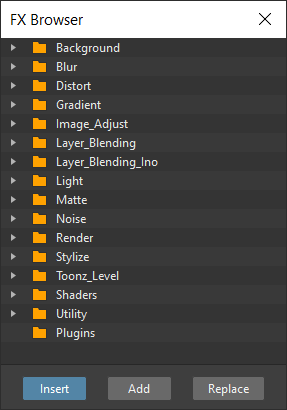 FX Browser
Background
Blur
Distort
Gradient
Image_Adjust
Layer_Blending
Layer_Blending_Ino
Light
Matte
Noise
Render
Stylize
Toonz_Level
Shaders
Utility
Plugins
Insert Add Replace